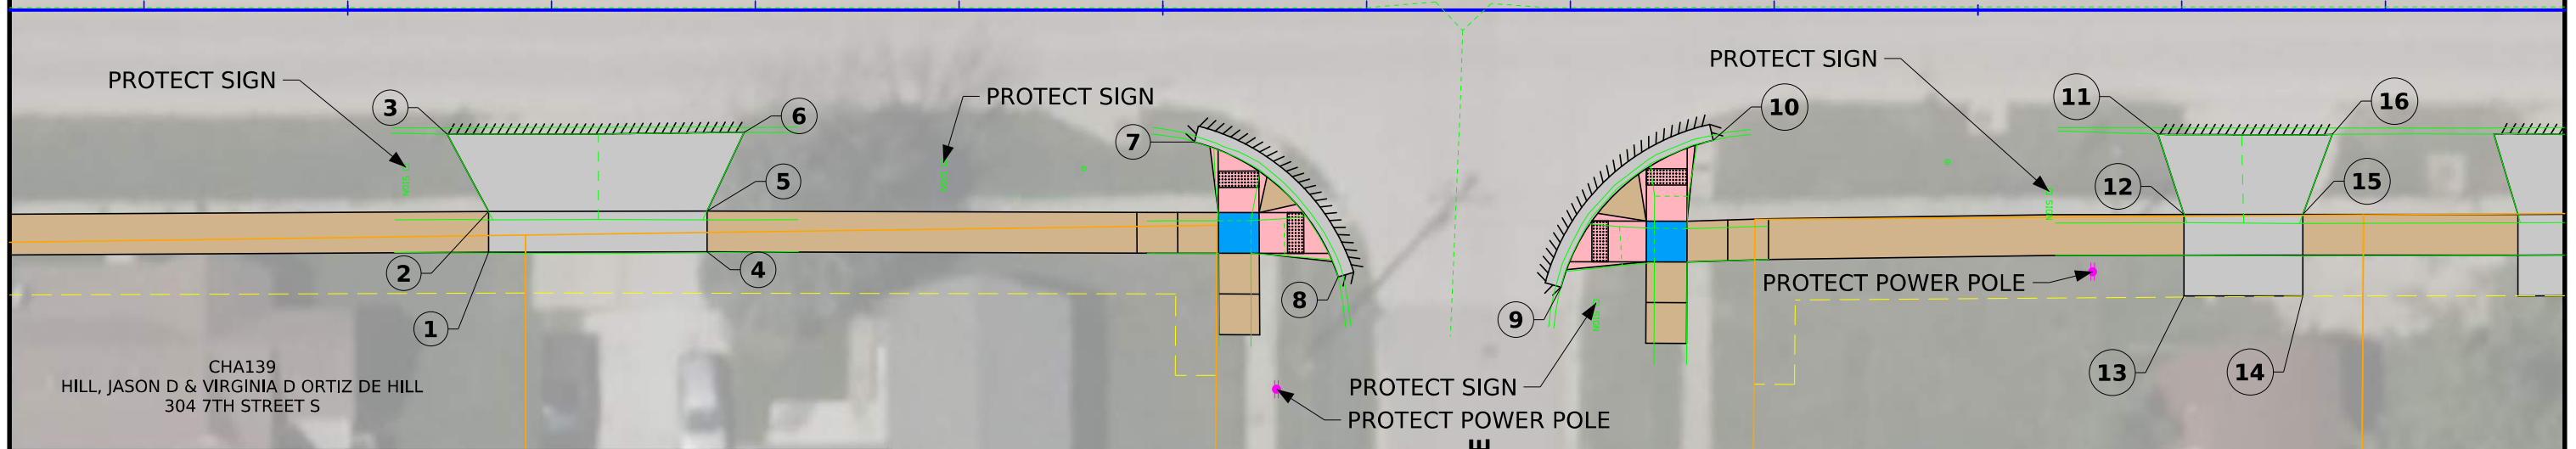 PROTECT SIGN
3
6
PROTECT SIGN
7
5
2
4
1
8
CHA139
HILL, JASON D & VIRGINIA D ORTIZ DE HILL
304 7TH STREET S
PROTECT SIGN
10
11
16
12
15
PROTECT POWER POLE
9
13
14
PROTECT SIGN
PROTECT POWER POLE